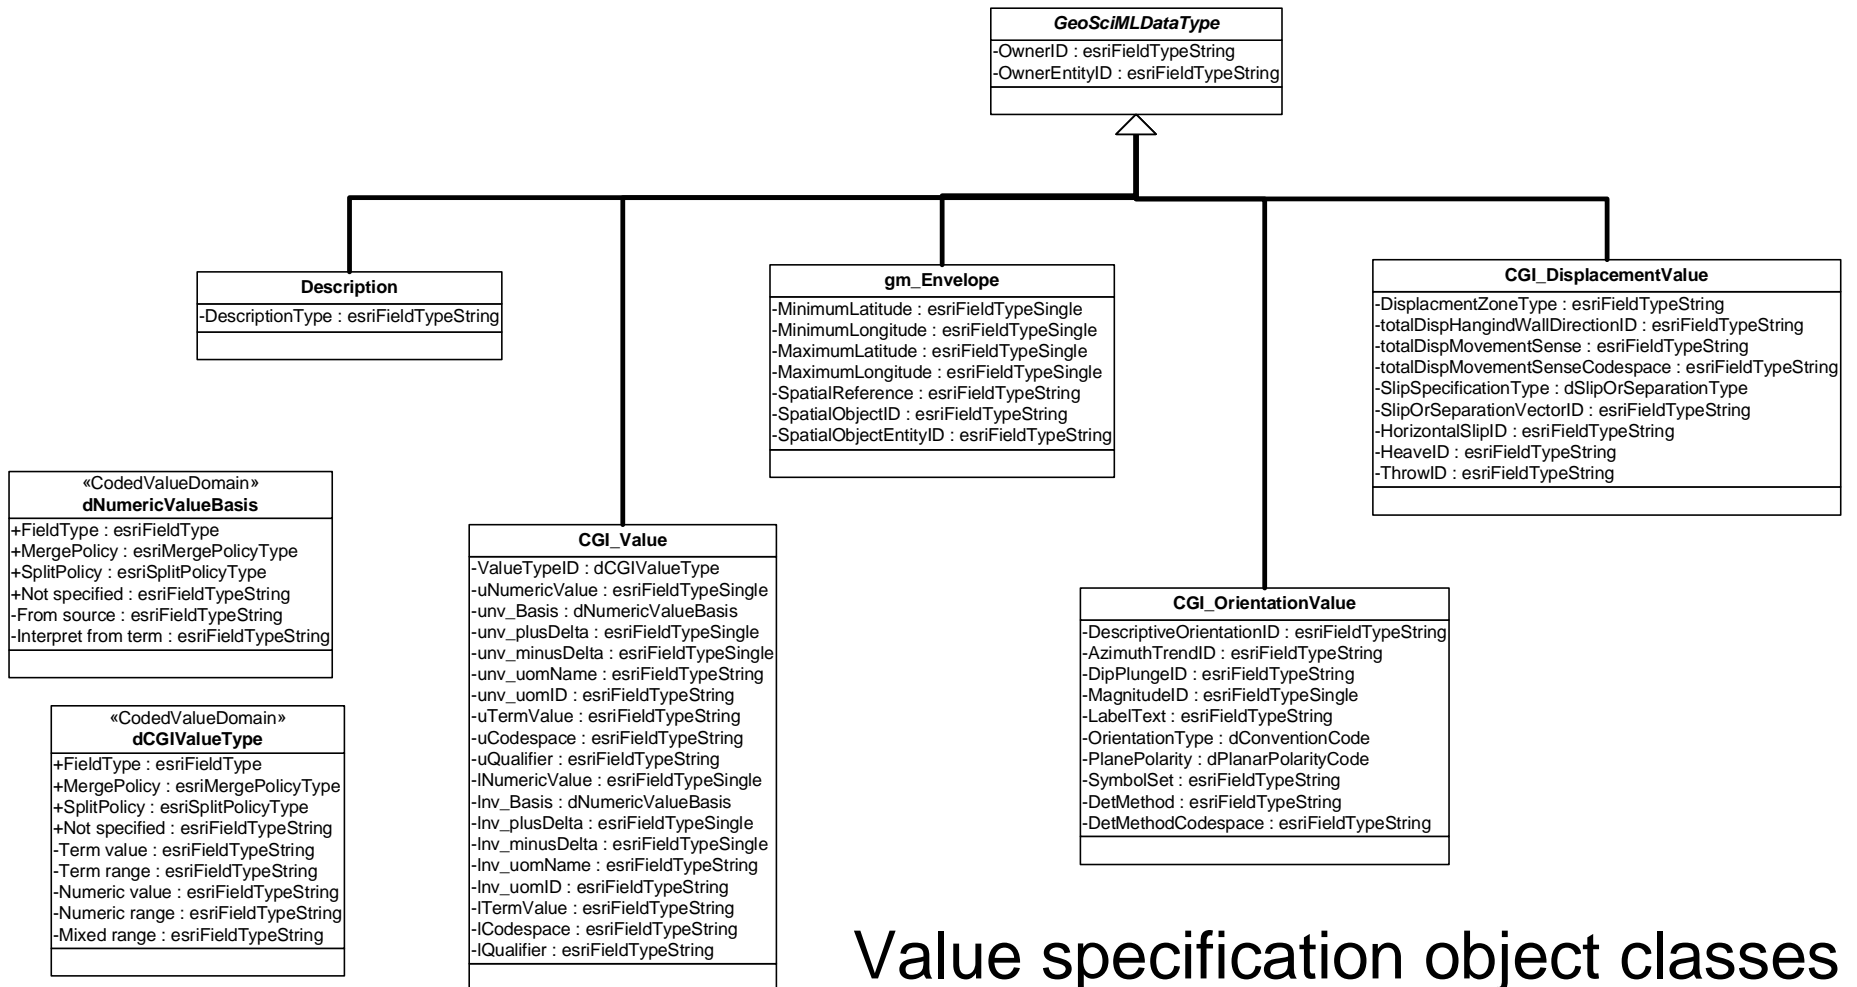 GeoSciMLDataType
-OwnerID : esriFieldTypeString
-OwnerEntityID : esriFieldTypeString
Description
-DescriptionType : esriFieldTypeString
gm_Envelope
-MinimumLatitude : esriFieldTypeSingle
-MinimumLongitude : esriFieldTypeSingle
-MaximumLatitude : esriFieldTypeSingle
-MaximumLongitude : esriFieldTypeSingle
-SpatialReference : esriFieldTypeString
-SpatialObjectID : esriFieldTypeString
-SpatialObjectEntityID : esriFieldTypeString
CGI_DisplacementValue
-DisplacmentZoneType : esriFieldTypeString
-totalDispHangindWallDirectionID : esriFieldTypeString
-totalDispMovementSense : esriFieldTypeString
-totalDispMovementSenseCodespace : esriFieldTypeString
-SlipSpecificationType : dSlipOrSeparationType
-SlipOrSeparationVectorID : esriFieldTypeString
-HorizontalSlipID : esriFieldTypeString
-HeaveID : esriFieldTypeString
-ThrowID : esriFieldTypeString
«CodedValueDomain»
dNumericValueBasis
+FieldType : esriFieldType
+MergePolicy : esriMergePolicyType
+SplitPolicy : esriSplitPolicyType
+Not specified : esriFieldTypeString
-From source : esriFieldTypeString
-Interpret from term : esriFieldTypeString
«CodedValueDomain»
dCGIValueType
+FieldType : esriFieldType
+MergePolicy : esriMergePolicyType
+SplitPolicy : esriSplitPolicyType
+Not specified : esriFieldTypeString
-Term value : esriFieldTypeString
-Term range : esriFieldTypeString
-Numeric value : esriFieldTypeString
-Numeric range : esriFieldTypeString
-Mixed range : esriFieldTypeString
CGI_Value
-ValueTypeID : dCGIValueType
-uNumericValue : esriFieldTypeSingle
-unv_Basis : dNumericValueBasis
-unv_plusDelta : esriFieldTypeSingle
-unv_minusDelta : esriFieldTypeSingle
-unv_uomName : esriFieldTypeString
-unv_uomID : esriFieldTypeString
-uTermValue : esriFieldTypeString
-uCodespace : esriFieldTypeString
-uQualifier : esriFieldTypeString
-lNumericValue : esriFieldTypeSingle
-lnv_Basis : dNumericValueBasis
-lnv_plusDelta : esriFieldTypeSingle
-lnv_minusDelta : esriFieldTypeSingle
-lnv_uomName : esriFieldTypeString
-lnv_uomID : esriFieldTypeString
-lTermValue : esriFieldTypeString
-lCodespace : esriFieldTypeString
-lQualifier : esriFieldTypeString
CGI_OrientationValue
-DescriptiveOrientationID : esriFieldTypeString
-AzimuthTrendID : esriFieldTypeString
-DipPlungeID : esriFieldTypeString
-MagnitudeID : esriFieldTypeSingle
-LabelText : esriFieldTypeString
-OrientationType : dConventionCode
-PlanePolarity : dPlanarPolarityCode
-SymbolSet : esriFieldTypeString
-DetMethod : esriFieldTypeString
-DetMethodCodespace : esriFieldTypeString
Value specification object classes